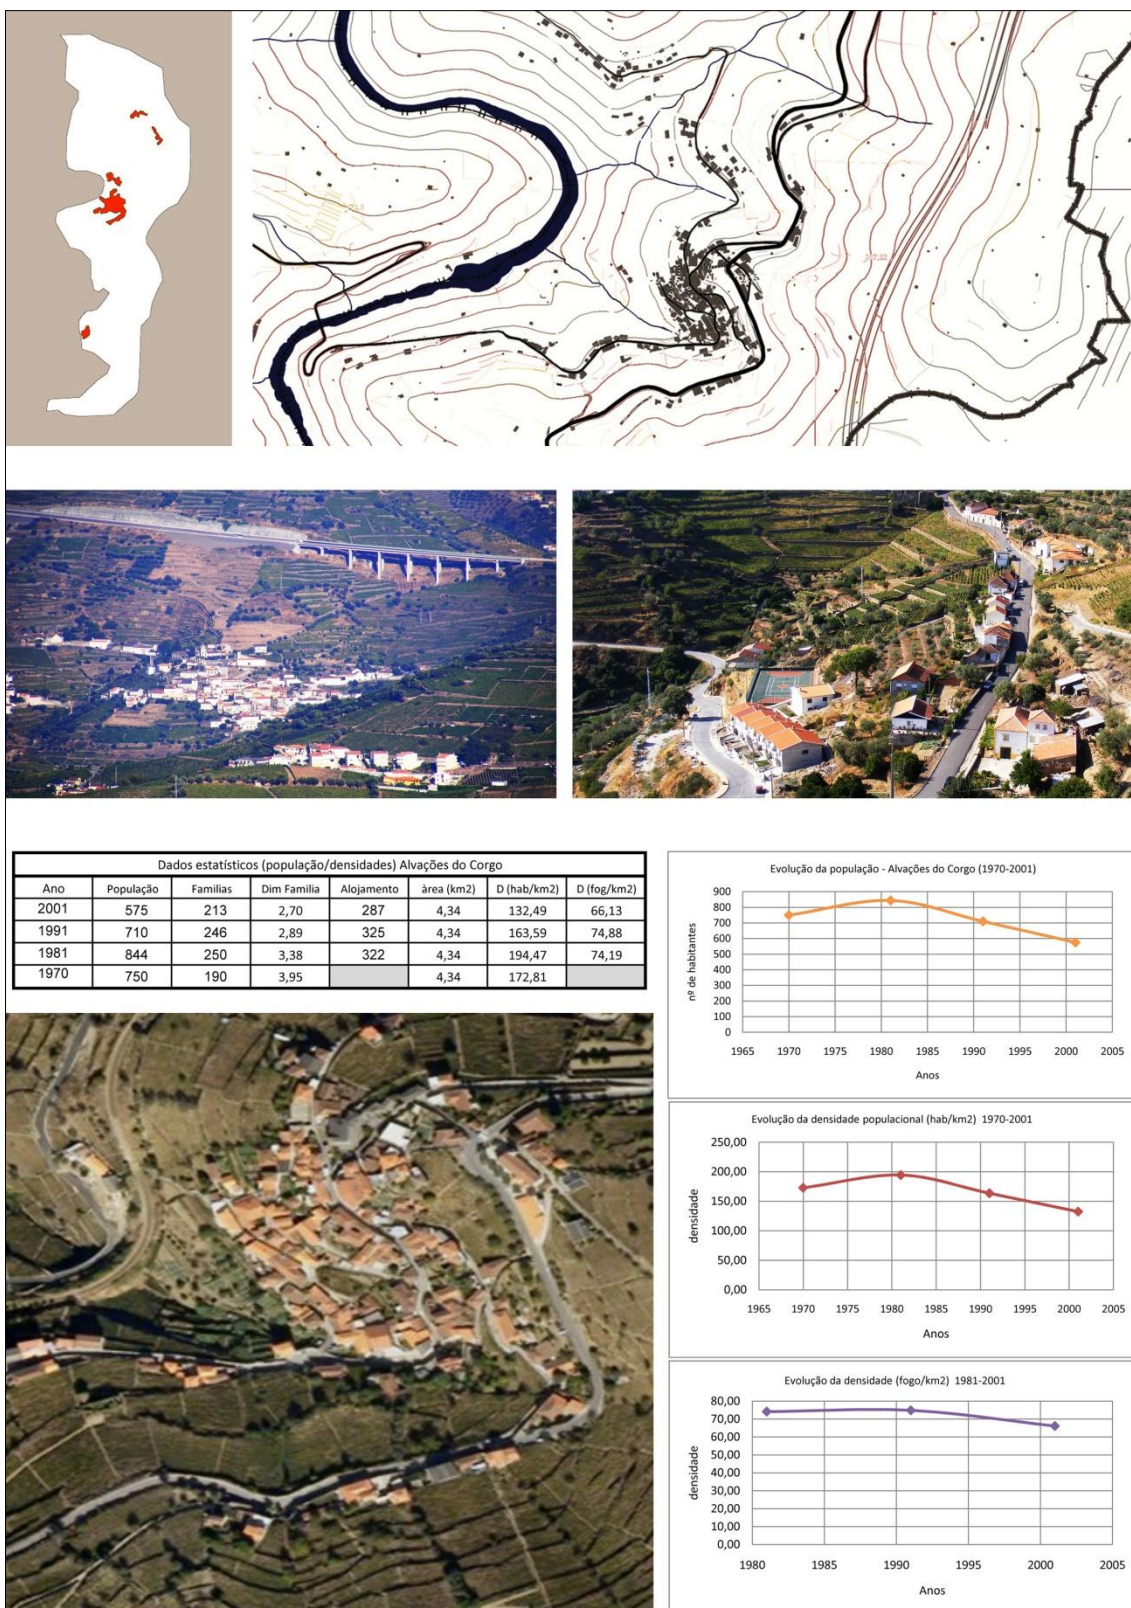 Dados estatísticos (população/densidades) Alvações do Corgo
Ano População Familias Dim Familia Alojamento àrea (km2) D (hab/km2) D (fog/km2)
2001 575 213 2,70 287 4,34 132,49 66,13
1991 710 246 2,89 325 4,34 163,59 74,88
1981 844 250 3,38 322 4,34 194,47 74,19
1970 750 190 3,95 4,34 172,81
Evolução da população - Alvações do Corgo (1970-2001)
nº de habitantes
900
800
700
600
500
400
300
200
100
0
1965 1970 1975 1980 1985 1990 1995 2000 2005
Anos
Evolução da densidade populacional (hab/km2) 1970-2001
densidade
250,00
200,00
150,00
100,00
50,00
0,00
1965 1970 1975 1980 1985 1990 1995 2000 2005
Anos
Evolução da densidade (fogo/km2) 1981-2001
densidade
80,00
70,00
60,00
50,00
40,00
30,00
20,00
10,00
0,00
1980 1985 1990 1995 2000 2005
Anos